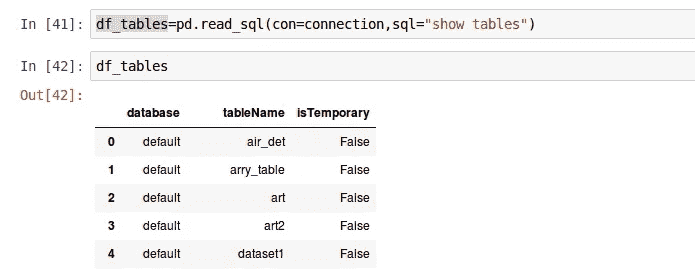 In [41]: df_tables=pd.read_sql(con=connection,sql="show tables")
In [42]: df_tables
Out[42]:
database tableName isTemporary
0 default air_det False
1 default arry_table False
2 default art False
3 default art2 False
4 default dataset1 False